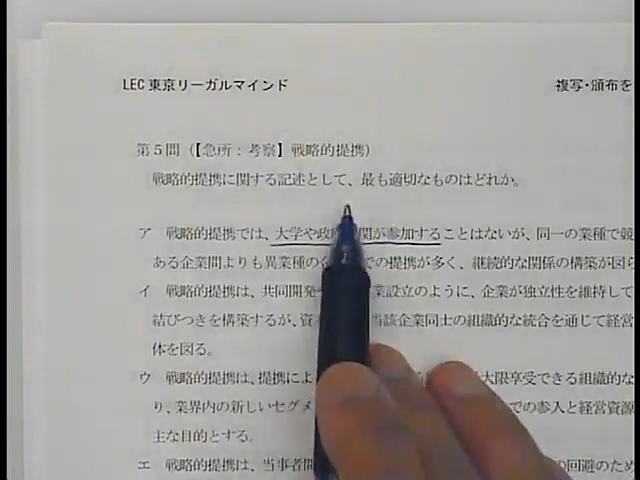 LEC 東京リーガルマインド 複写・頒布を
第5問（【急所：考察】戦略的提携）
戦略的提携に関する記述として、最も適切なものはどれか。
ア 戦略的提携では、大学や政 関が参加することはないが、同一の業種で競
ある企業間よりも異業種の での提携が多く、継続的な関係の構築が図ら
イ 戦略的提携は、共同開発 業設立のように、企業が独立性を維持して
結びつきを構築するが、資 当該企業同士の組織的な統合を通じて経営
体を図る。
ウ 戦略的提携は、提携によ 大限享受できる組織的な
り、業界内の新しいセグメ での参入と経営資源
主な目的とする。
エ 戦略的提携は、当事者間 の回避のため